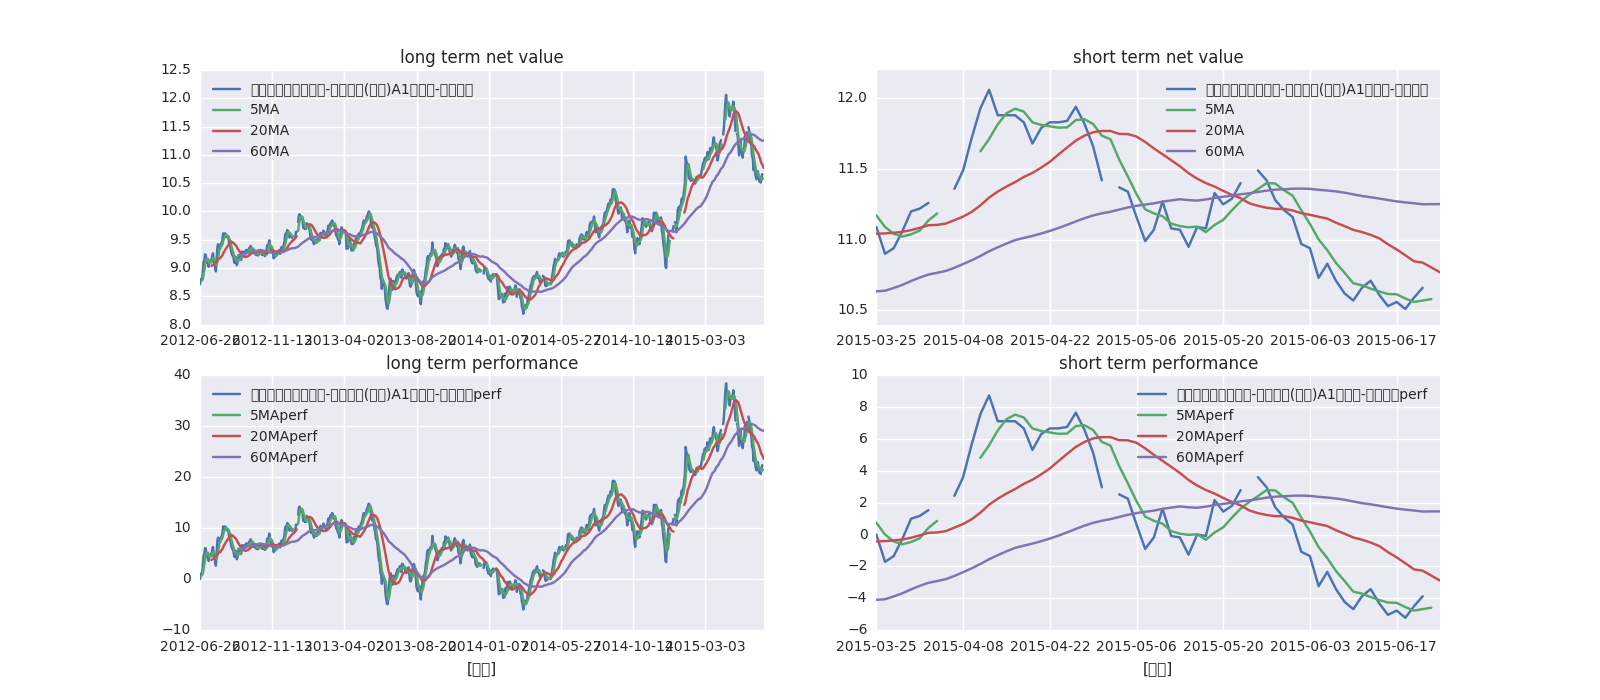 long term net value
12.5
12.0
11.5
11.0
10.5
10.0
9.5
9.0
8.5
8.0
5MA
20MA
60MA
2012-06-26 2012-11-13 2013-04-02 2013-08-20 2014-01-07 2014-05-27 2014-10-14 2015-03-03
short term net value
12.0
11.5
11.0
10.5
5MA
20MA
60MA
2015-03-25 2015-04-08 2015-04-22 2015-05-06 2015-05-20 2015-06-03 2015-06-17
long term performance
40
30
20
10
0
−10
perf
5MAperf
20MAperf
60MAperf
2012-06-26 2012-11-13 2013-04-02 2013-08-20 2014-01-07 2014-05-27 2014-10-14 2015-03-03
short term performance
10
8
6
4
2
0
−2
−4
−6
perf
5MAperf
20MAperf
60MAperf
2015-03-25 2015-04-08 2015-04-22 2015-05-06 2015-05-20 2015-06-03 2015-06-17